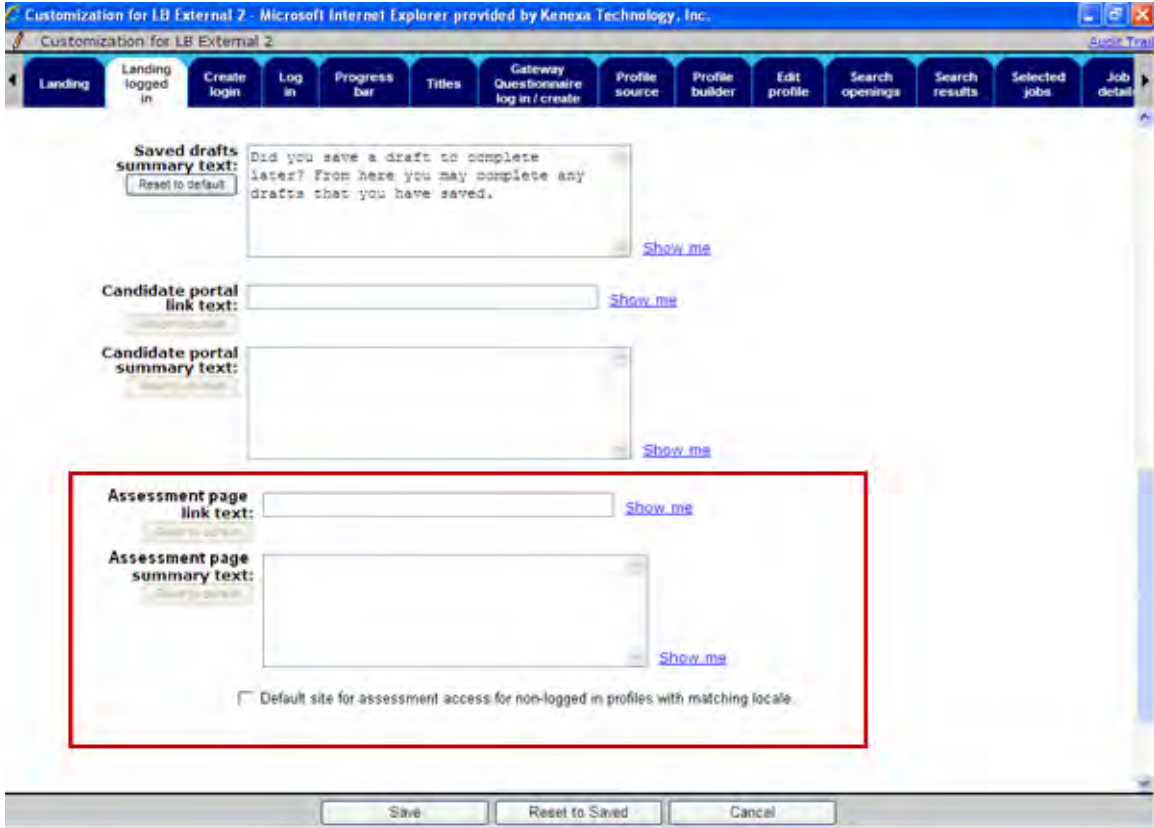 Customization for LB External 2 - Microsoft Internet Explorer provided by Kenexa Technology, Inc.
Customization for LB External 2
Audit Trail
Landing
Landing
logged
in
Create
login
Log
in
Progress
bar
Titles
Gateway
Questionnaire
log in / create
Profile
source
Profile
builder
Edit
profile
Search
openings
Search
results
Selected
jobs
Job
detail
Saved drafts
summary text:
Reset to default
Did you save a draft to complete
later? From here you may complete any
drafts that you have saved.
Show me
Candidate portal
link text:
Show me
Candidate portal
summary text:
Show me
Assessment page
link text:
Show me
Assessment page
summary text:
Show me
Default site for assessment access for non-logged in profiles with matching locale.
Save
Reset to Saved
Cancel